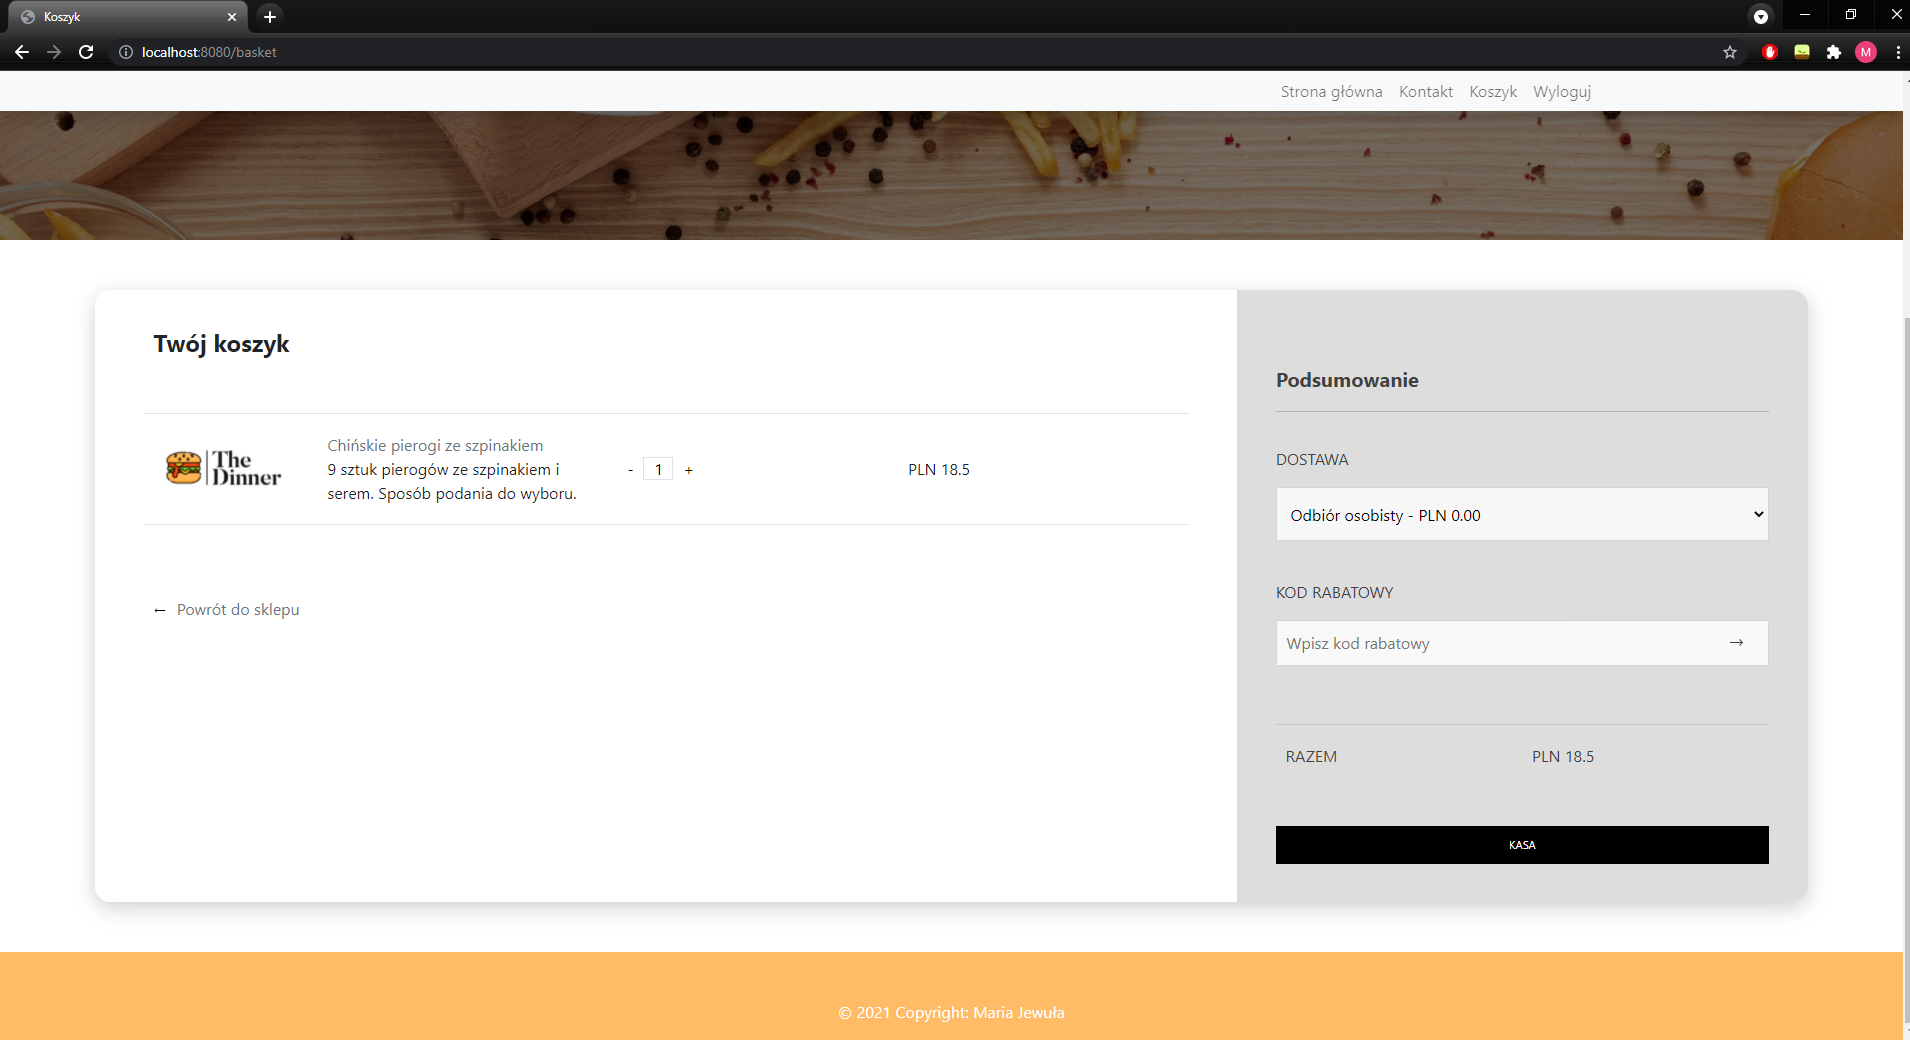 Koszyk
localhost:8080/basket
M
Strona główna Kontakt Koszyk Wyloguj
Twój koszyk
The
Dinner
Chińskie pierogi ze szpinakiem
9 sztuk pierogów ze szpinakiem i
serem. Sposób podania do wyboru.
- 1 +
PLN 18.5
← Powrót do sklepu
Podsumowanie
DOSTAWA
Odbiór osobisty - PLN 0.00
KOD RABATOWY
Wpisz kod rabatowy →
RAZEM PLN 18.5
KASA
© 2021 Copyright: Maria Jewuła